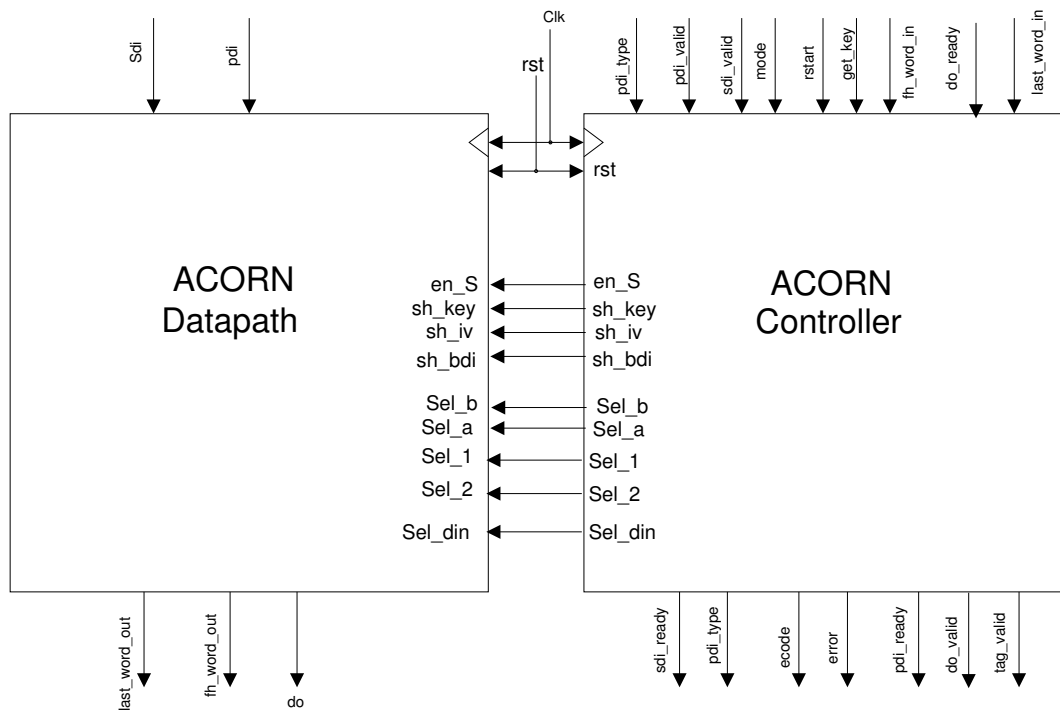 Clk
Sdi
pdi
rst
pdi_type
pdi_valid
sdi_valid
mode
rstart
get_key
fh_word_in
do_ready
last_word_in
rst
ACORN
Datapath
ACORN
Controller
en_S
en_S
sh_key
sh_key
sh_iv
sh_iv
sh_bdi
sh_bdi
Sel_b
Sel_b
Sel_a
Sel_a
Sel_1
Sel_1
Sel_2
Sel_2
Sel_din
Sel_din
last_word_out
fh_word_out
do
sdi_ready
pdi_type
ecode
error
pdi_ready
do_valid
tag_valid